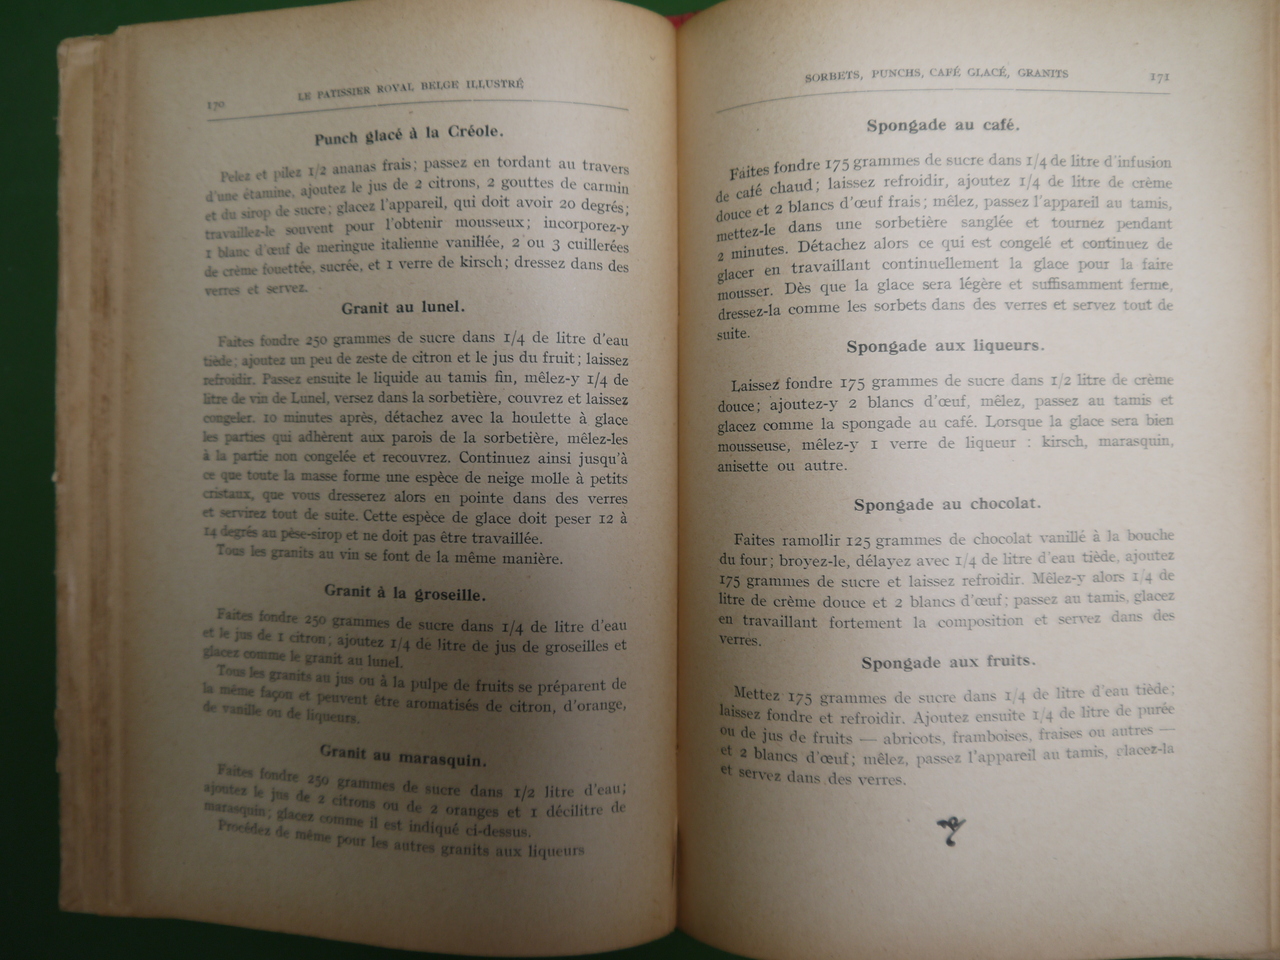 170
LE PATISSIER ROYAL BELGE ILLUSTRÉ
Punch glacé à la Créole.
Pelez et pilez 1/2 ananas frais; passez en tordant au travers
d'une étamine, ajoutez le jus de 2 citrons, 2 gouttes de carmin
et du sirop de sucre; glacez l'appareil, qui doit avoir 20 degrés;
travaillez-le souvent pour l'obtenir mousseux; incorporez-y
1 blanc d'œuf de meringue italienne vanillée, 2 ou 3 cuillerées
de crème fouettée, sucrée, et 1 verre de kirsch; dressez dans des
verres et servez.
Granit au lunel.
Faites fondre 250 grammes de sucre dans 1/4 de litre d'eau
tiède; ajoutez un peu de zeste de citron et le jus du fruit; laissez
refroidir. Passez ensuite le liquide au tamis fin, mêlez-y 1/4 de
litre de vin de Lunel, versez dans la sorbetière, couvrez et laissez
congeler. 10 minutes après, détachez avec la houlette à glace
les parties qui adhèrent aux parois de la sorbetière, mêlez-les
à la partie non congelée et recouvrez. Continuez ainsi jusqu'à
ce que toute la masse forme une espèce de neige molle à petits
cristaux, que vous dresserez alors en pointe dans des verres
et servirez tout de suite. Cette espèce de glace doit peser 12 à
14 degrés au pèse-sirop et ne doit pas être travaillée.
Tous les granits au vin se font de la même manière.
Granit à la groseille.
Faites fondre 250 grammes de sucre dans 1/4 de litre d'eau
et le jus de 1 citron; ajoutez 1/4 de litre de jus de groseilles et
glacez comme le granit au lunel.
Tous les granits au jus ou à la pulpe de fruits se préparent de
la même façon et peuvent être aromatisés de citron, d'orange,
de vanille ou de liqueurs.
Granit au marasquin.
Faites fondre 250 grammes de sucre dans 1/2 litre d'eau;
ajoutez le jus de 2 citrons ou de 2 oranges et 1 décilitre de
marasquin; glacez comme il est indiqué ci-dessus.
Procédez de même pour les autres granits aux liqueurs
SORBETS, PUNCHS, CAFÉ GLACÉ, GRANITS
171
Spongade au café.
Faites fondre 175 grammes de sucre dans 1/4 de litre d'infusion
de café chaud; laissez refroidir, ajoutez 1/4 de litre de crème
douce et 2 blancs d'œuf frais; mêlez, passez l'appareil au tamis,
mettez-le dans une sorbetière sanglée et tournez pendant
2 minutes. Détachez alors ce qui est congelé et continuez de
glacer en travaillant continuellement la glace pour la faire
mousser. Dès que la glace sera légère et suffisamment ferme,
dressez-la comme les sorbets dans des verres et servez tout de
suite.
Spongade aux liqueurs.
Laissez fondre 175 grammes de sucre dans 1/2 litre de crème
douce; ajoutez-y 2 blancs d'œuf, mêlez, passez au tamis et
glacez comme la spongade au café. Lorsque la glace sera bien
mousseuse, mêlez-y 1 verre de liqueur : kirsch, marasquin,
anisette ou autre.
Spongade au chocolat.
Faites ramollir 125 grammes de chocolat vanillé à la bouche
du four; broyez-le, délayez avec 1/4 de litre d'eau tiède, ajoutez
175 grammes de sucre et laissez refroidir. Mêlez-y alors 1/4 de
litre de crème douce et 2 blancs d'œuf; passez au tamis, glacez
en travaillant fortement la composition et servez dans des
verres.
Spongade aux fruits.
Mettez 175 grammes de sucre dans 1/4 de litre d'eau tiède;
laissez fondre et refroidir. Ajoutez ensuite 1/4 de litre de purée
ou de jus de fruits — abricots, framboises, fraises ou autres —
et 2 blancs d'œuf; mêlez, passez l'appareil au tamis, glacez-la
et servez dans des verres.